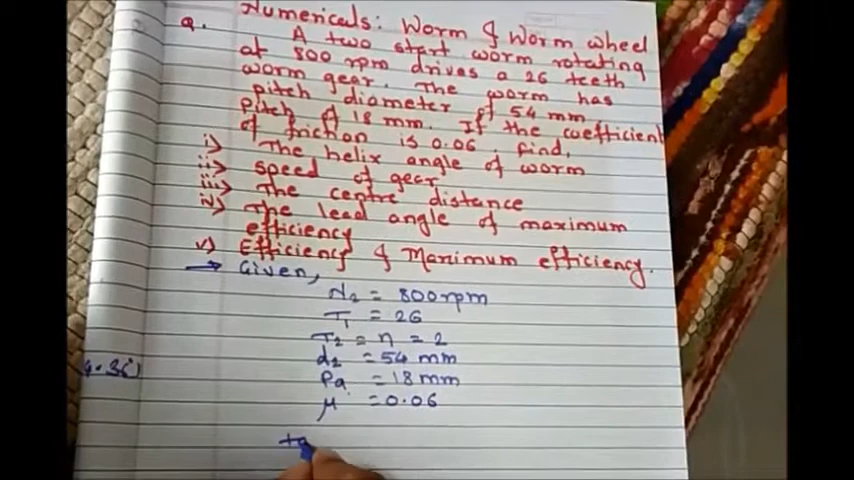 Numericals: Worm & Worm wheel
Q. A two start worm rotating
at 800 rpm drives a 26 teeth
worm gear. The worm has
pitch diameter of 54 mm
pitch of 18 mm. If the coefficient
of friction is 0.06. find,
i) The helix angle of worm
ii) speed of gear
iii) The centre distance
iv) The lead angle of maximum
efficiency
v) Efficiency & Maximum efficiency.
→ Given,
N2 = 800rpm
T1 = 26
T2 = n = 2
d2 = 54 mm
Pa = 18mm
μ = 0.06